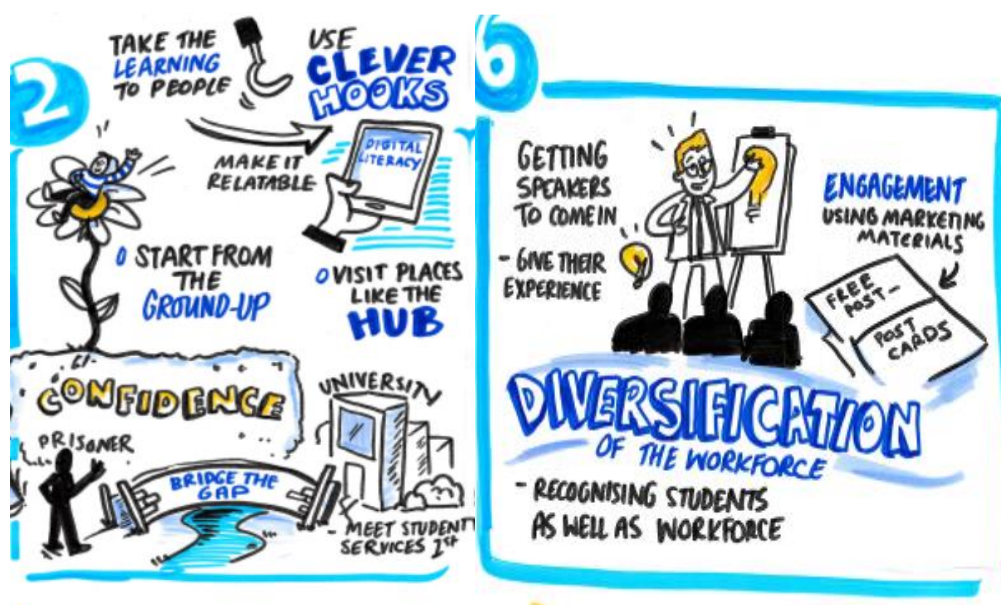 2
TAKE THE
LEARNING
TO PEOPLE
USE
CLEVER
HOOKS
MAKE IT
RELATABLE
DIGITAL
LITERACY
0 START FROM
THE
GROUND-UP
0 VISIT PLACES
LIKE THE
HUB
CONFIDENCE
PRISONER
BRIDGE THE
GAP
UNIVERSITY
- MEET STUDENT
SERVICES 1ST
6
GETTING
SPEAKERS
TO COME IN
- GIVE THEIR
EXPERIENCE
ENGAGEMENT
USING MARKETING
MATERIALS
FREE
POST-
POST
CARDS
DIVERSIFICATION
OF THE WORKFORCE
- RECOGNISING STUDENTS
AS WELL AS WORKFORCE